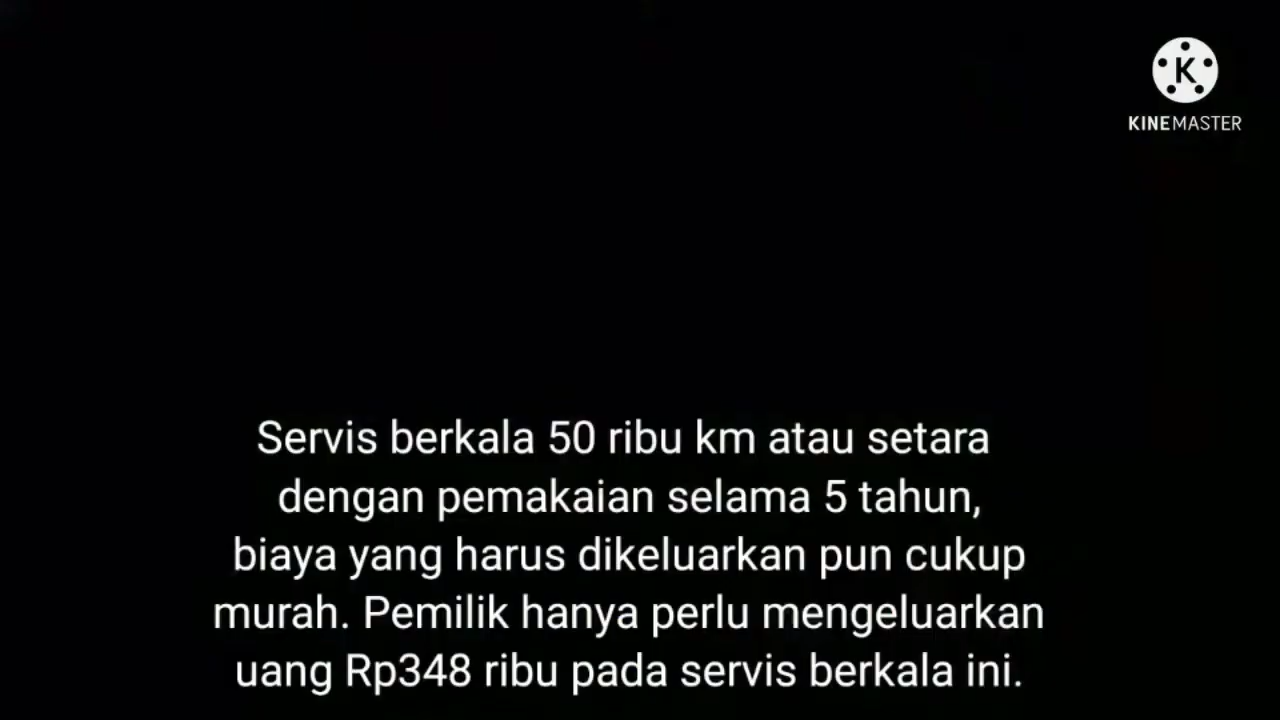 K
KINEMASTER
Servis berkala 50 ribu km atau setara
dengan pemakaian selama 5 tahun,
biaya yang harus dikeluarkan pun cukup
murah. Pemilik hanya perlu mengeluarkan
uang Rp348 ribu pada servis berkala ini.